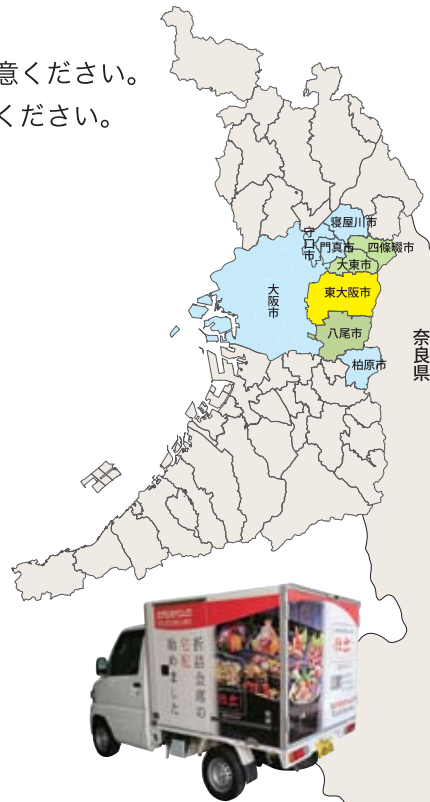 意ください。
ください。
寝屋川市
守口市
門真市
四條畷市
大東市
大阪市
東大阪市
八尾市
柏原市
奈良県
折詰会席の
宅配
始めました